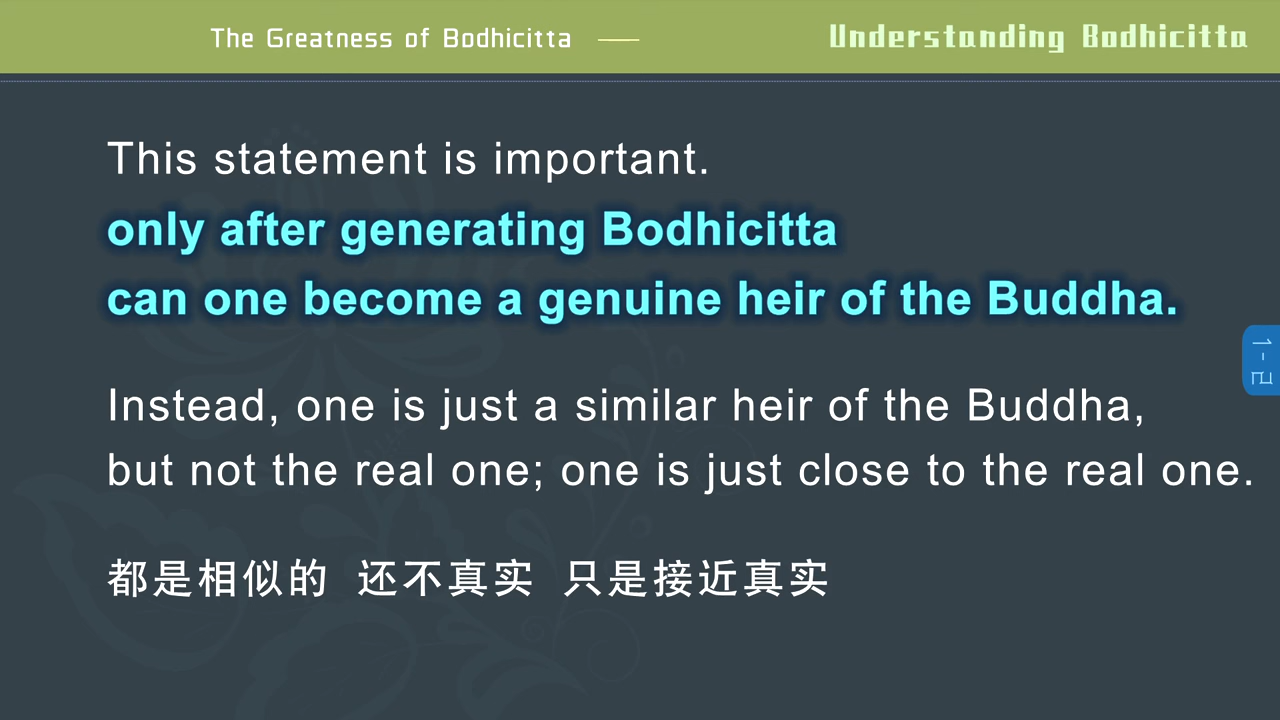 The Greatness of Bodhicitta
Understanding Bodhicitta
This statement is important.
only after generating Bodhicitta
can one become a genuine heir of the Buddha.
Instead, one is just a similar heir of the Buddha,
but not the real one; one is just close to the real one.
都是相似的 还不真实 只是接近真实